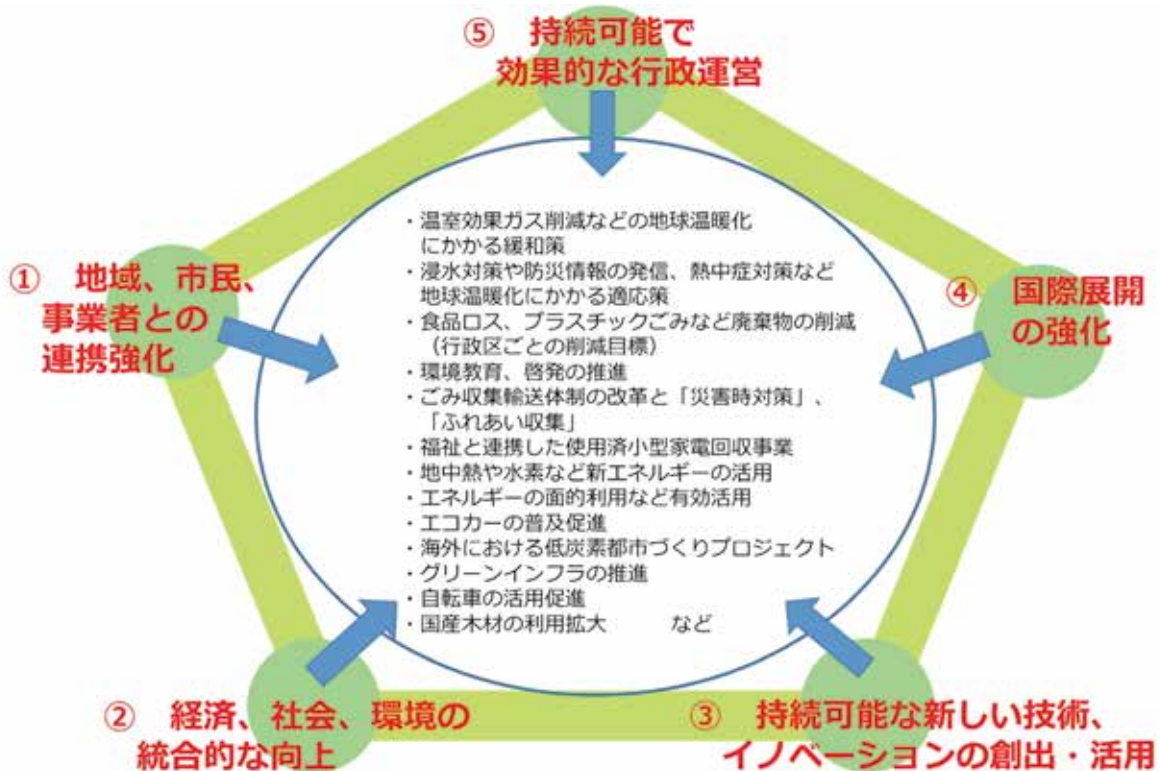 ⑤ 持続可能で
効果的な行政運営
① 地域、市民、
事業者との
連携強化
④ 国際展開
の強化
・温室効果ガス削減などの地球温暖化
にかかる緩和策
・浸水対策や防災情報の発信、熱中症対策など
地球温暖化にかかる適応策
・食品ロス、プラスチックごみなど廃棄物の削減
（行政区ごとの削減目標）
・環境教育、啓発の推進
・ごみ収集輸送体制の改革と「災害時対策」、
「ふれあい収集」
・福祉と連携した使用済小型家電回収事業
・地中熱や水素など新エネルギーの活用
・エネルギーの面的利用など有効活用
・エコカーの普及促進
・海外における低炭素都市づくりプロジェクト
・グリーンインフラの推進
・自転車の活用促進
・国産木材の利用拡大　　　など
② 経済、社会、環境の
統合的な向上
③ 持続可能な新しい技術、
イノベーションの創出・活用